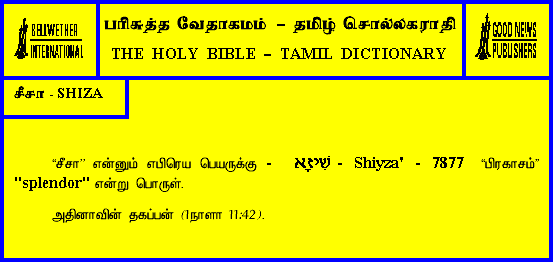 BELLWETHER
INTERNATIONAL
பரிசுத்த வேதாகமம் – தமிழ் சொல்லகராதி
THE HOLY BIBLE – TAMIL DICTIONARY
GOOD NEWS
PUBLISHERS
சீசா - SHIZA
“சீசா” என்னும் எபிரெய பெயருக்கு - שִׁיזָא - Shiyza' - 7877 “பிரகாசம்”
"splendor" என்று பொருள்.
அதினாவின் தகப்பன் (1நாளா 11:42).